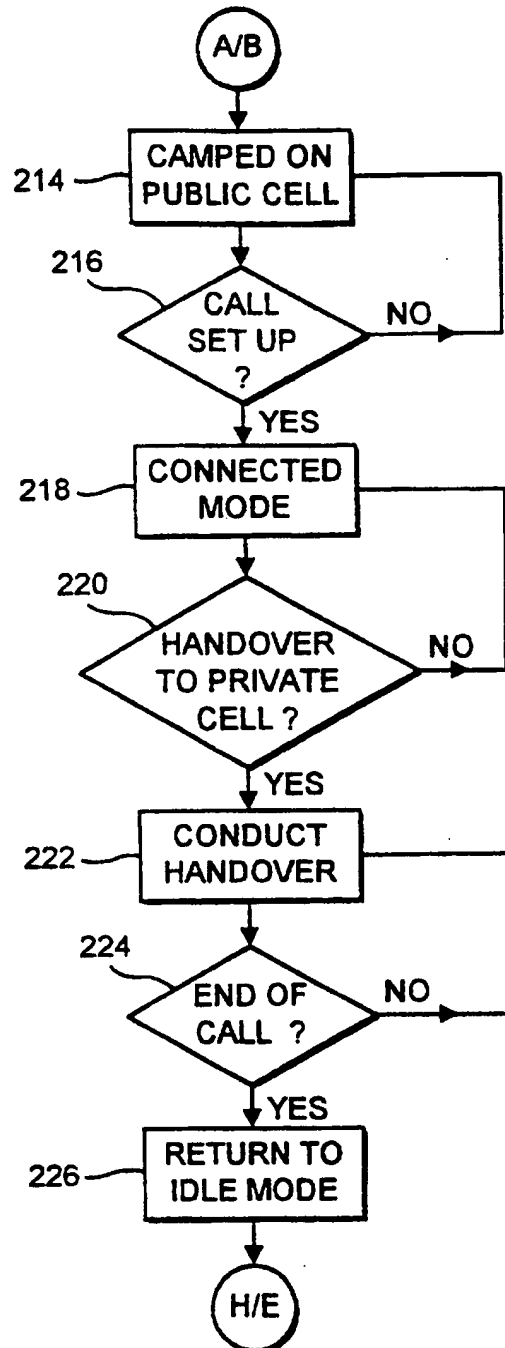 A/B
214
CAMPED ON
PUBLIC CELL
216
CALL
SET UP
?
NO
YES
218
CONNECTED
MODE
220
HANDOVER
TO PRIVATE
CELL ?
NO
YES
222
CONDUCT
HANDOVER
224
END OF
CALL ?
NO
YES
226
RETURN TO
IDLE MODE
H/E